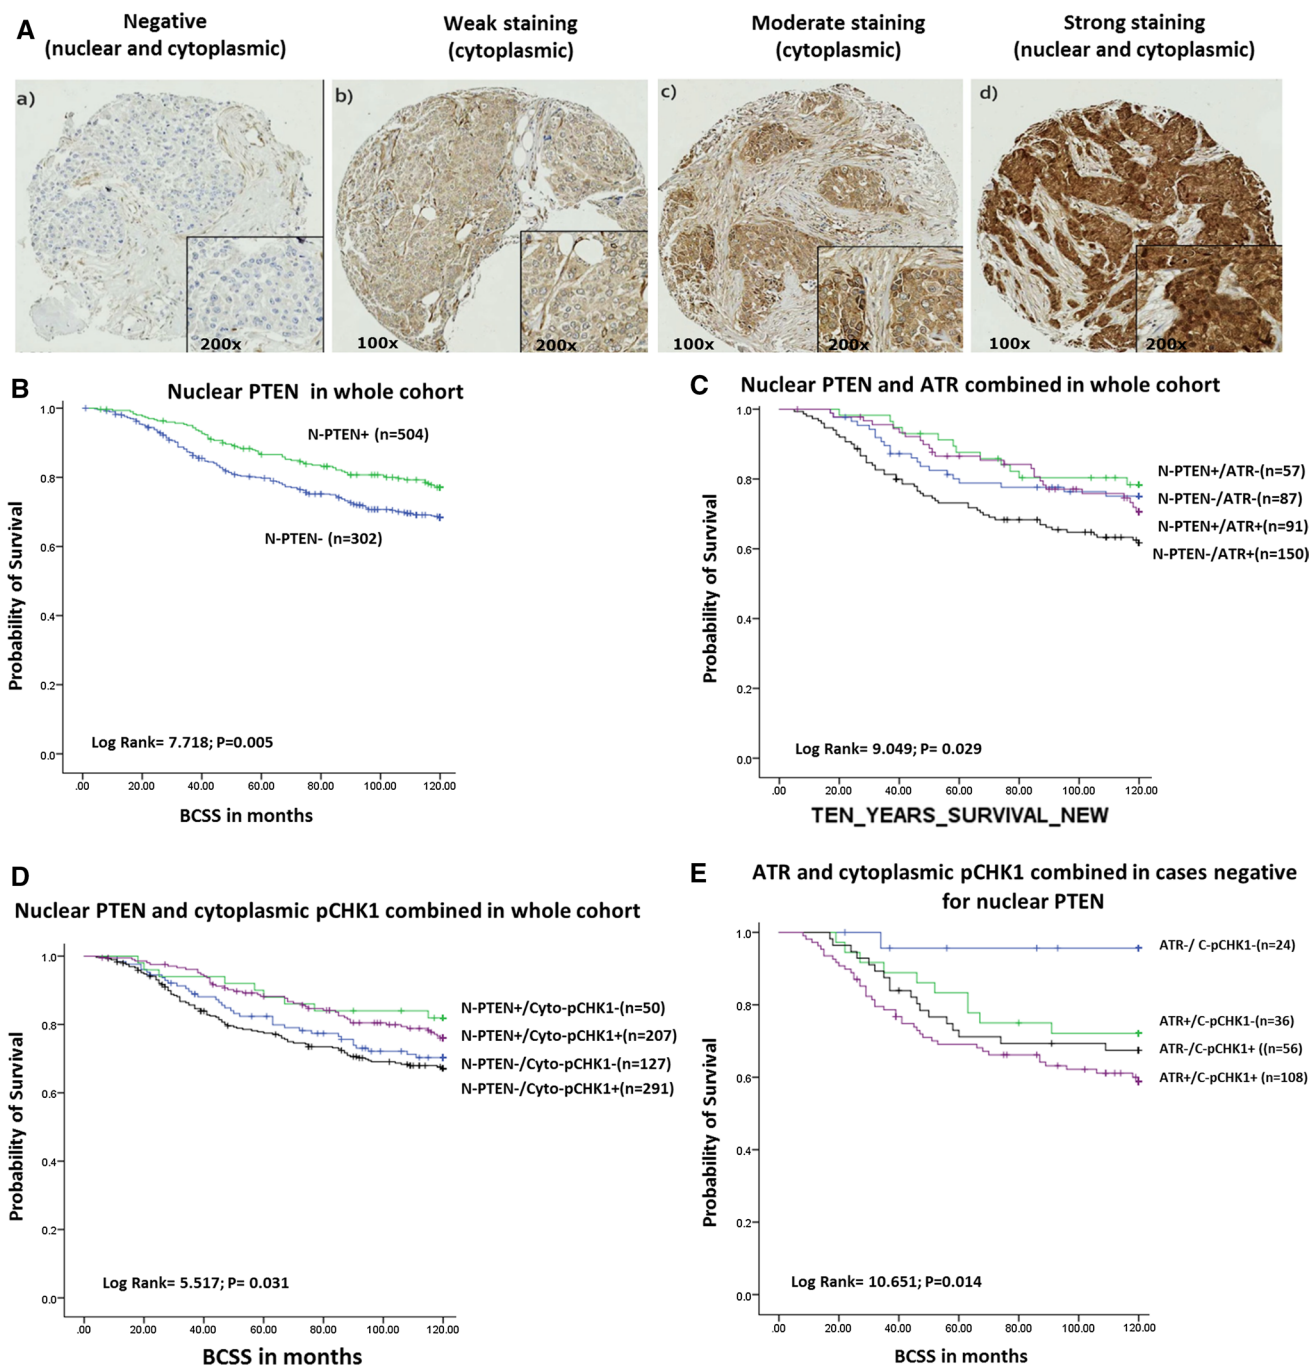 A
Negative
(nuclear and cytoplasmic)
Weak staining
(cytoplasmic)
Moderate staining
(cytoplasmic)
Strong staining
(nuclear and cytoplasmic)
a)
200x
b)
100x
200x
c)
100x
200x
d)
100x
200x
B
Nuclear PTEN in whole cohort
Probability of Survival
1.0
0.8
0.6
0.4
0.2
0.0
N-PTEN+ (n=504)
N-PTEN- (n=302)
Log Rank= 7.718; P=0.005
.00 20.00 40.00 60.00 80.00 100.00 120.00
BCSS in months
C
Nuclear PTEN and ATR combined in whole cohort
Probability of Survival
1.0
0.8
0.6
0.4
0.2
0.0
N-PTEN+/ATR-(n=57)
N-PTEN-/ATR-(n=87)
N-PTEN+/ATR+(n=91)
N-PTEN-/ATR+(n=150)
Log Rank= 9.049; P= 0.029
.00 20.00 40.00 60.00 80.00 100.00 120.00
TEN_YEARS_SURVIVAL_NEW
D
Nuclear PTEN and cytoplasmic pCHK1 combined in whole cohort
Probability of Survival
1.0
0.8
0.6
0.4
0.2
0.0
N-PTEN+/Cyto-pCHK1-(n=50)
N-PTEN+/Cyto-pCHK1+(n=207)
N-PTEN-/Cyto-pCHK1-(n=127)
N-PTEN-/Cyto-pCHK1+(n=291)
Log Rank= 5.517; P= 0.031
.00 20.00 40.00 60.00 80.00 100.00 120.00
BCSS in months
E
ATR and cytoplasmic pCHK1 combined in cases negative
for nuclear PTEN
Probability of Survival
1.0
0.8
0.6
0.4
0.2
0.0
ATR-/ C-pCHK1-(n=24)
ATR+/C-pCHK1-(n=36)
ATR-/C-pCHK1+ ((n=56)
ATR+/C-pCHK1+ (n=108)
Log Rank= 10.651; P=0.014
.00 20.00 40.00 60.00 80.00 100.00 120.00
BCSS in months